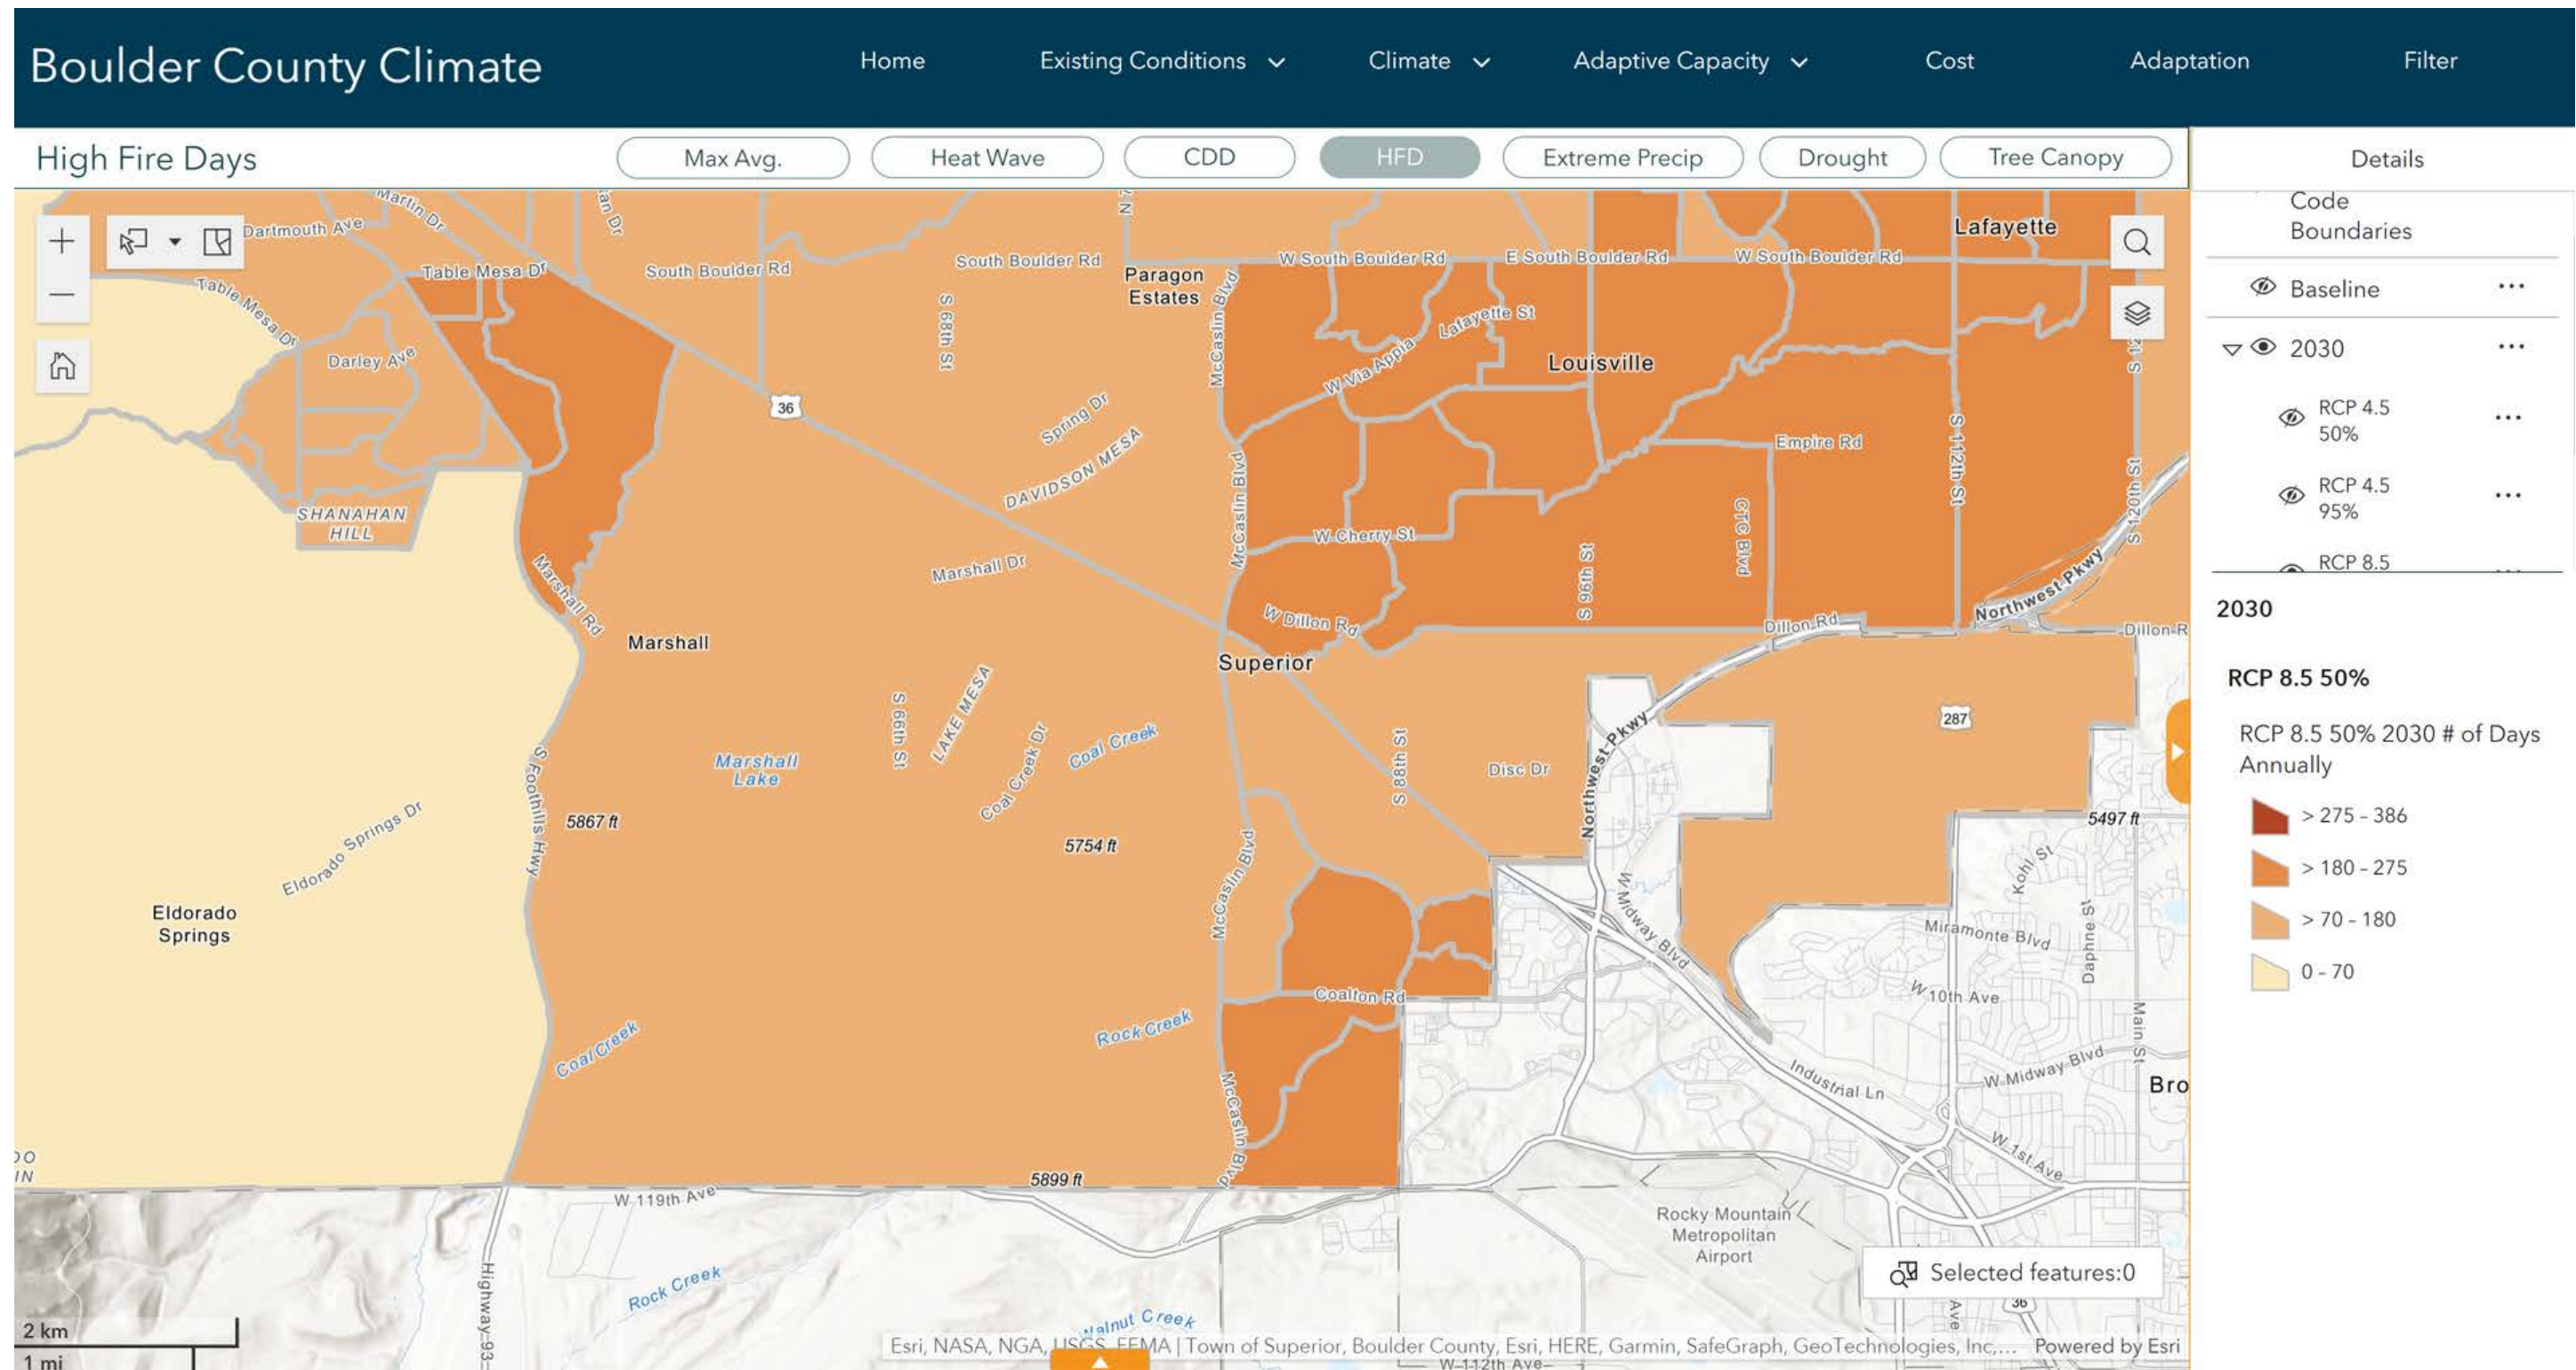 Boulder County Climate
Home
Existing Conditions
Climate
Adaptive Capacity
Cost
Adaptation
Filter
High Fire Days
Max Avg.
Heat Wave
CDD
HFD
Extreme Precip
Drought
Tree Canopy
Details
Code
Boundaries
Baseline
2030
RCP 4.5
50%
RCP 4.5
95%
RCP 8.5
2030
RCP 8.5 50%
RCP 8.5 50% 2030 # of Days
Annually
> 275 - 386
> 180 - 275
> 70 - 180
0 - 70
Martin Dr
Dartmouth Ave
Table Mesa Dr
South Boulder Rd
South Boulder Rd
Paragon
Estates
W South Boulder Rd
E South Boulder Rd
W South Boulder Rd
Lafayette
Table Mesa Dr
Darley Ave
S 68th St
McCaslin Blvd
Lafayette St
W Via Appia
Louisville
36
Spring Dr
DAVIDSON MESA
McCaslin Blvd
Empire Rd
S 112th St
S 120th St
SHANAHAN
HILL
Marshall Dr
W Cherry St
CTC Blvd
S 96th St
Marshall Rd
W Dillon Rd
Dillon Rd
Northwest Pkwy
Dillon R
Marshall
Superior
S 66th St
LAKE MESA
Coal Creek Dr
Coal Creek
S 88th St
Disc Dr
Northwest Pkwy
287
Marshall
Lake
S Foothills Hwy
5867 ft
5754 ft
5497 ft
Eldorado Springs Dr
Eldorado
Springs
McCaslin Blvd
W Midway Blvd
Kohl St
Miramonte Blvd
Daphne St
W 10th Ave
Main St
Coalton Rd
Coal Creek
Rock Creek
McCaslin Blvd
Industrial Ln
W Midway Blvd
Bro
W 1st Ave
5899 ft
W 119th Ave
Rocky Mountain
Metropolitan
Airport
Highway 93
Rock Creek
Walnut Creek
Selected features:0
36
Ave
2 km
1 mi
Esri, NASA, NGA, USGS, FEMA | Town of Superior, Boulder County, Esri, HERE, Garmin, SafeGraph, GeoTechnologies, Inc,... Powered by Esri
W 112th Ave